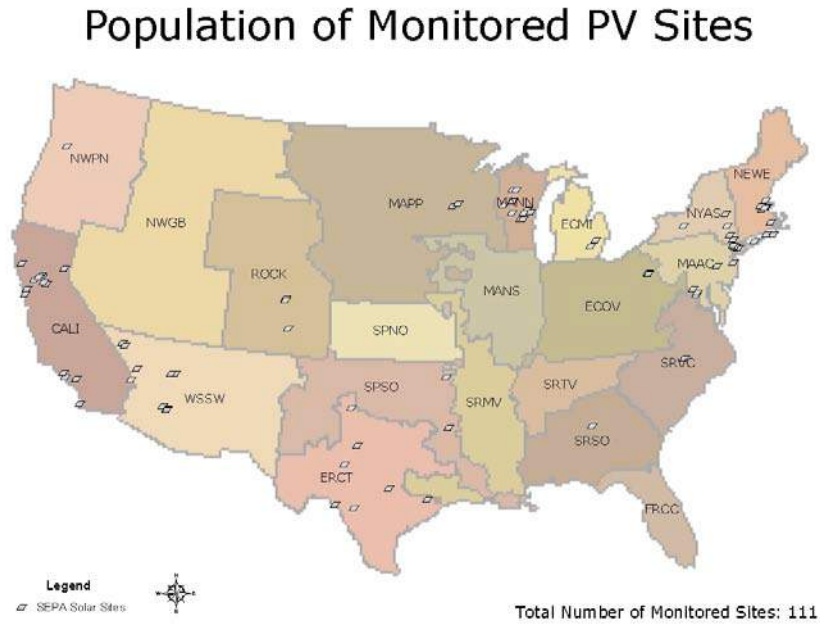 Population of Monitored PV Sites
NWPN
NEWE
MAPP
MANN
NYAS
NWGB
ECMI
MAAC
ROCK
MANS
ECOV
CALI
SPNO
SRVC
SPSO
SRTV
WSSW
SRMV
SRSO
ERCT
FRCC
Legend
SEPA Solar Sites
N
Total Number of Monitored Sites: 111